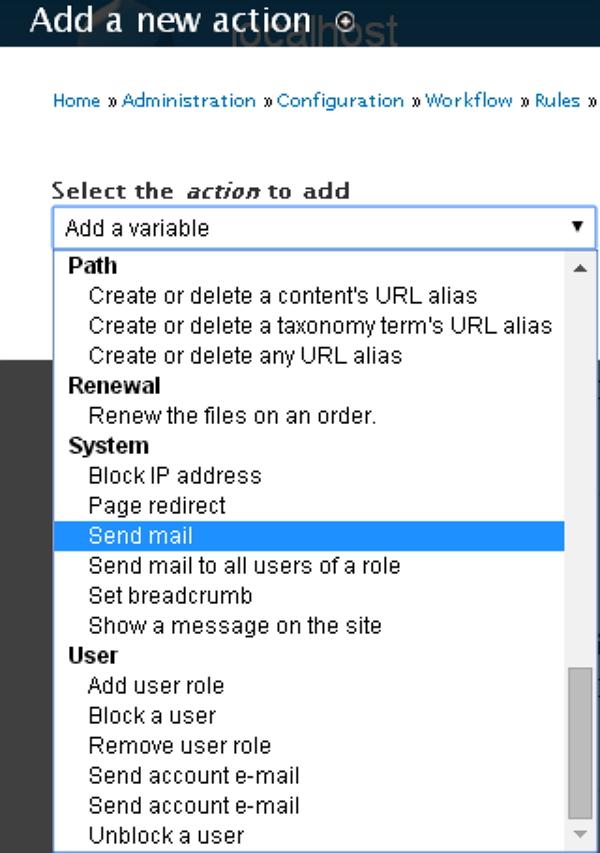 Add a new action
localhost
Home » Administration » Configuration » Workflow » Rules »
Select the action to add
Add a variable
Path
Create or delete a content's URL alias
Create or delete a taxonomy term's URL alias
Create or delete any URL alias
Renewal
Renew the files on an order.
System
Block IP address
Page redirect
Send mail
Send mail to all users of a role
Set breadcrumb
Show a message on the site
User
Add user role
Block a user
Remove user role
Send account e-mail
Send account e-mail
Unblock a user